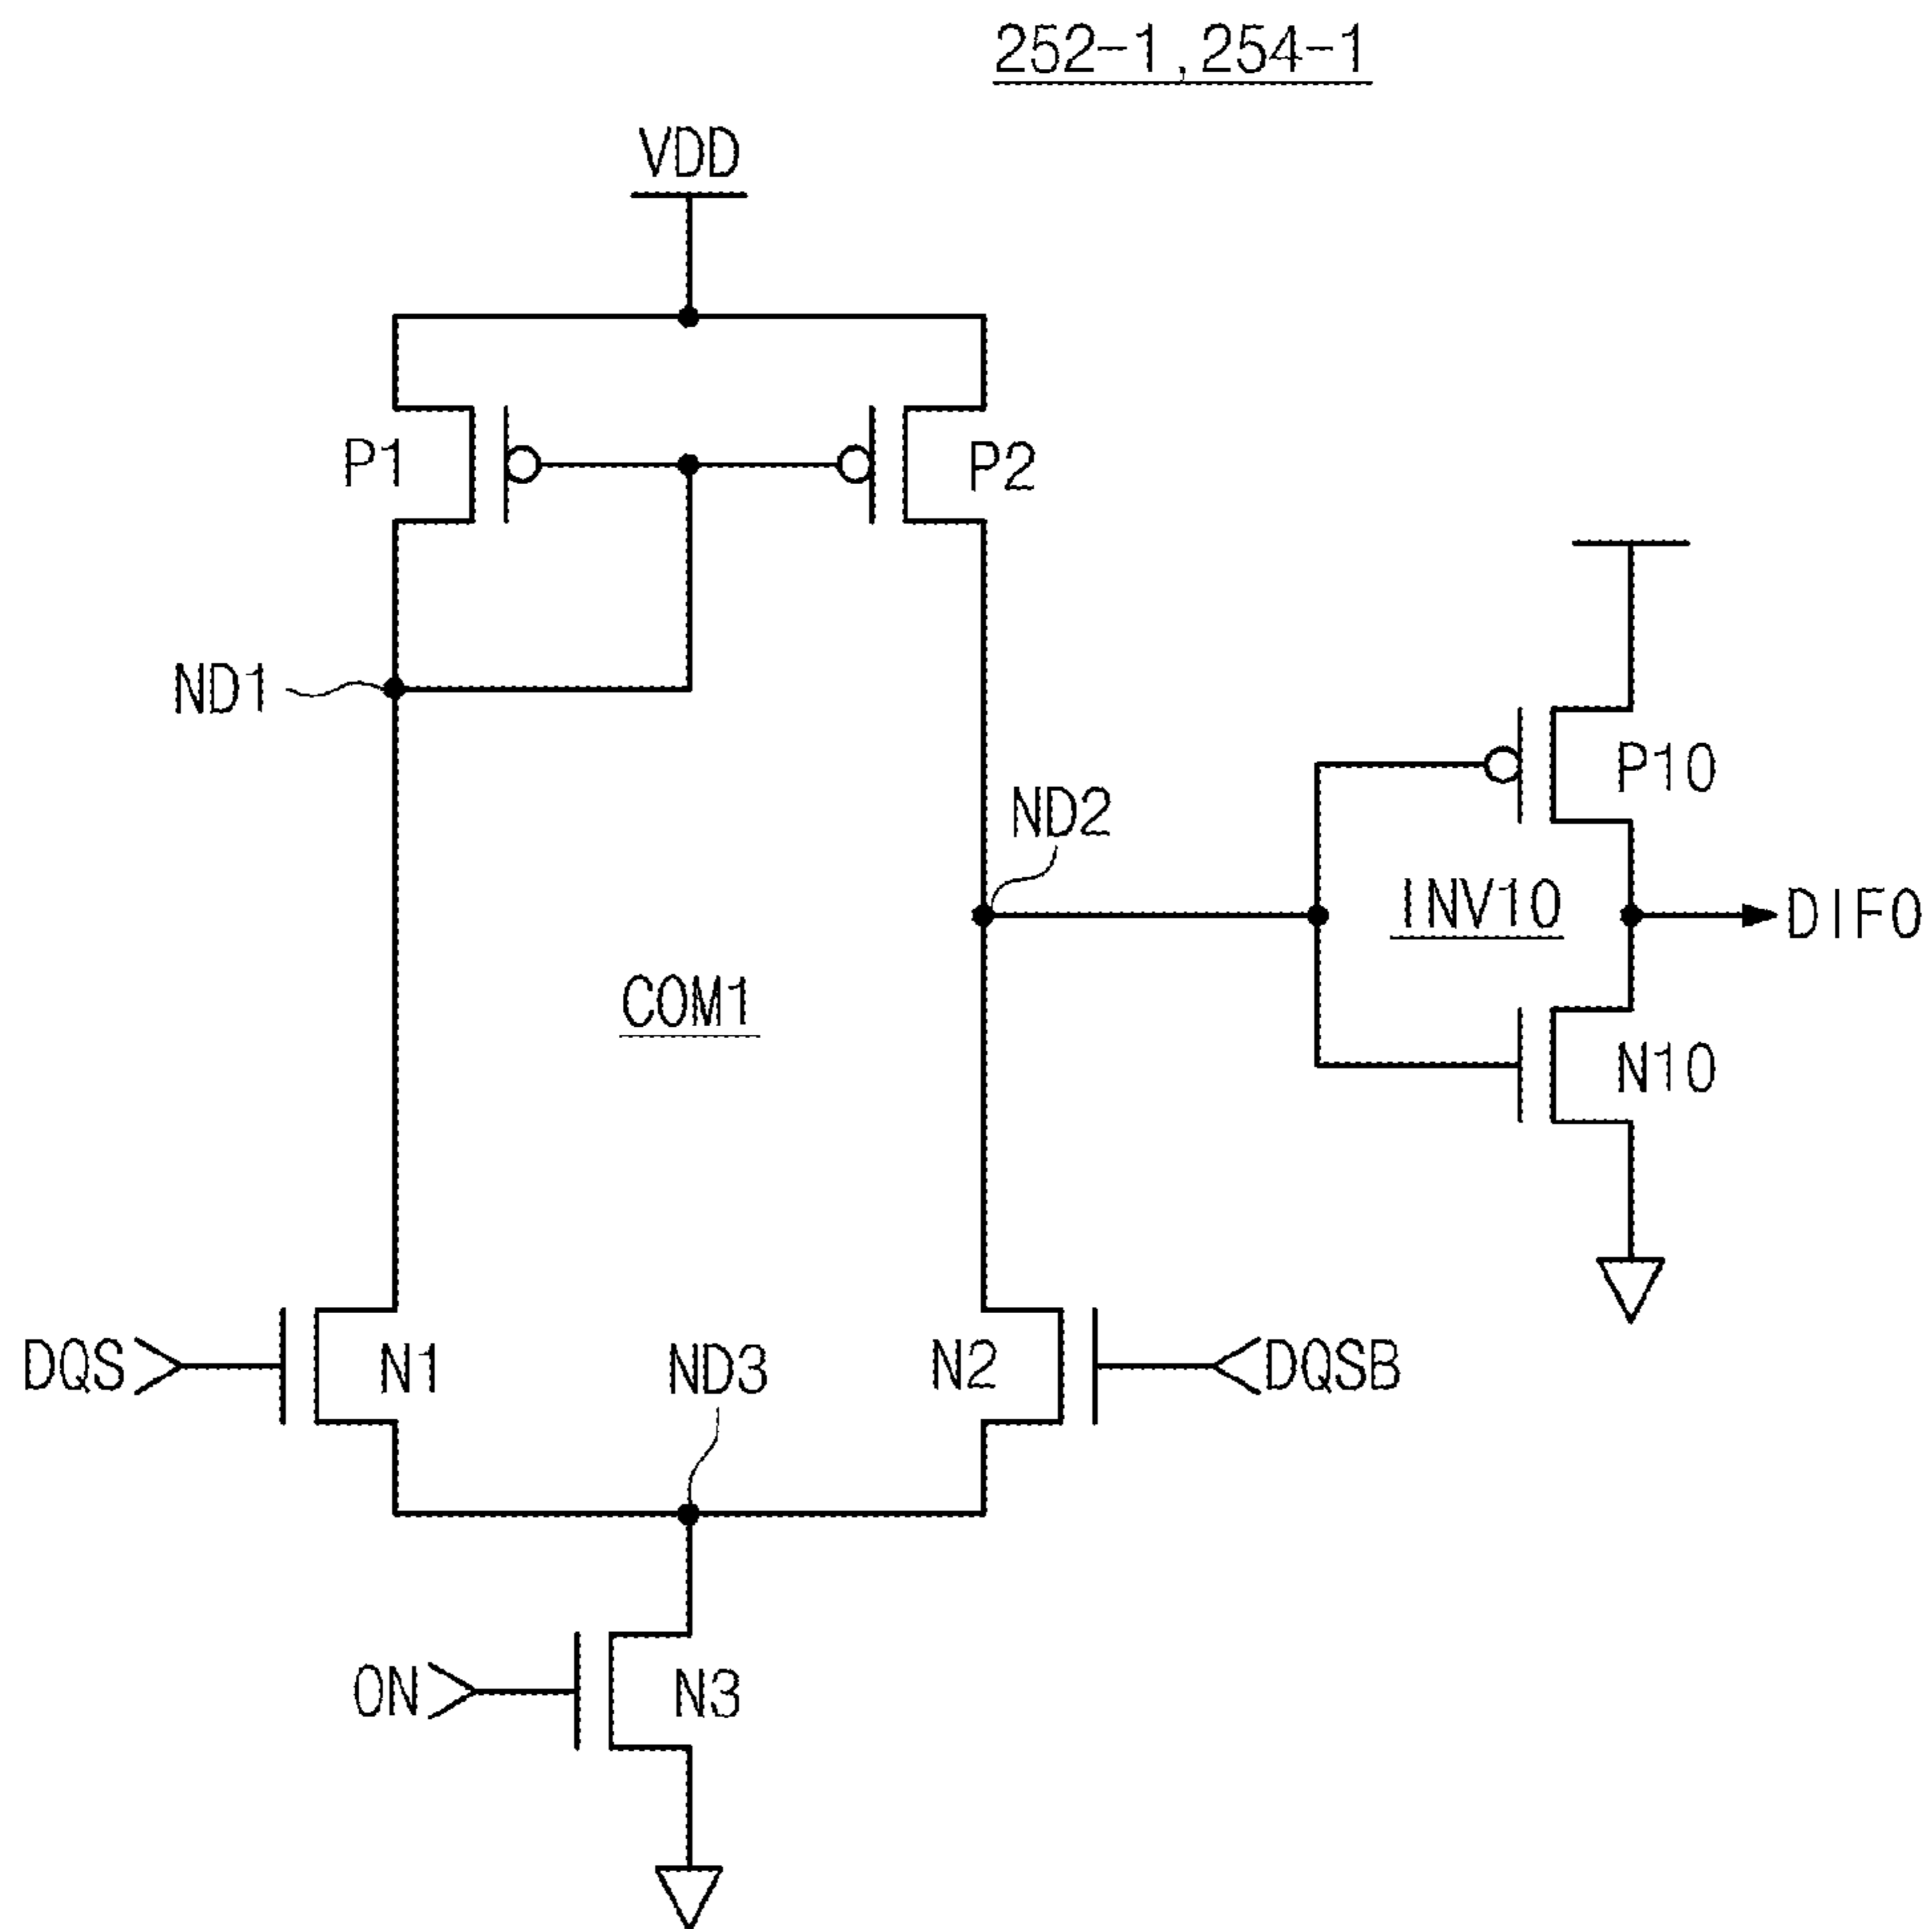 252-1, 254-1
VDD
P1
P2
ND1
P10
ND2
INV10
DIFO
COM1
N10
DQS
N1
ND3
N2
DQSB
ON
N3